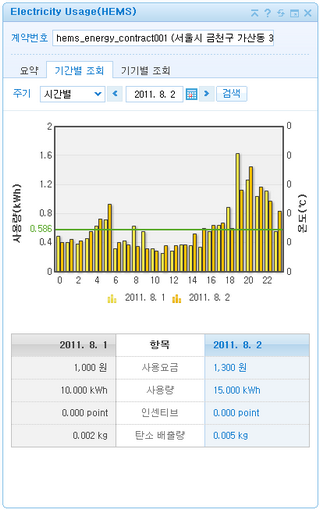 Electricity Usage(HEMS)
계약번호 hems_energy_contract001 (서울시 금천구 가산동 3
요약 기간별 조회 기기별 조회
주기 시간별 2011. 8. 2 검색
2 0
1.6 0
1.2 0
0.8 0
0.586
0.4 0
0 0
사용량(kWh)
온도(℃)
0 2 4 6 8 10 12 14 16 18 20 22
2011. 8. 1 2011. 8. 2
2011. 8. 1 항목 2011. 8. 2
1,000 원 사용요금 1,300 원
10.000 kWh 사용량 15.000 kWh
0.000 point 인센티브 0.000 point
0.002 kg 탄소 배출량 0.005 kg